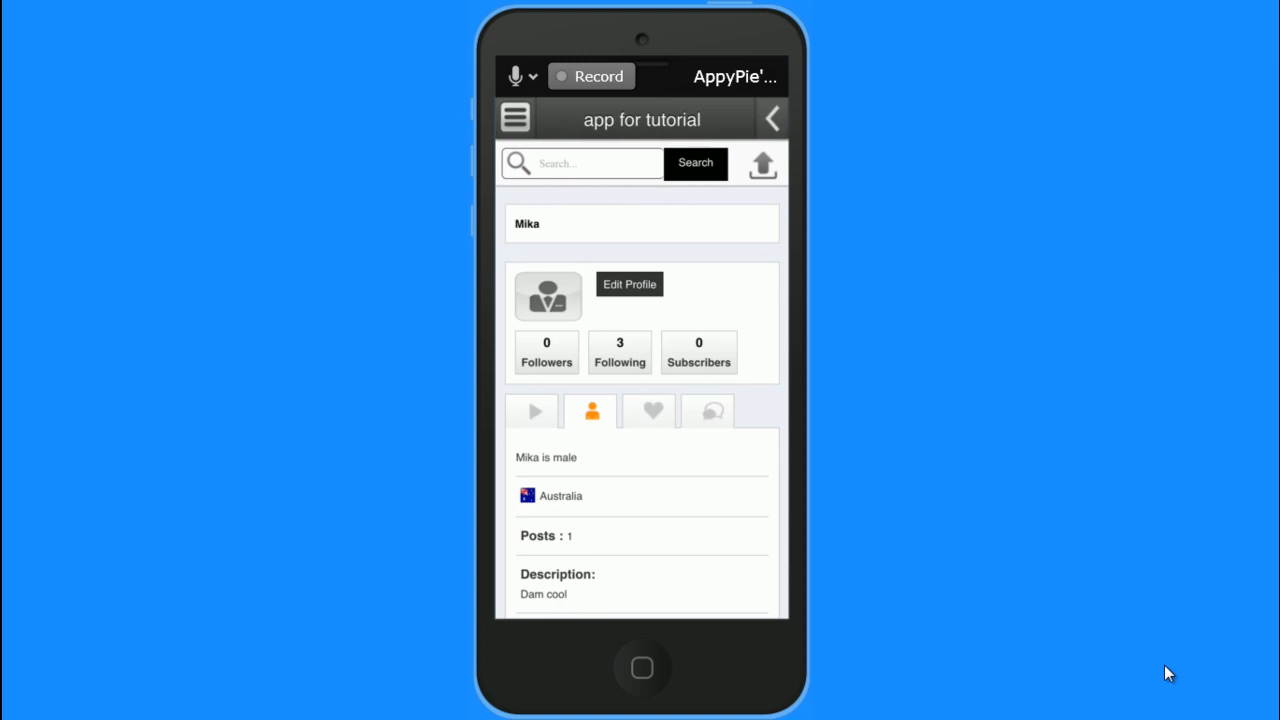 Record AppyPie'...
app for tutorial
Search... Search
Mika
Edit Profile
0 3 0
Followers Following Subscribers
Mika is male
Australia
Posts : 1
Description:
Dam cool